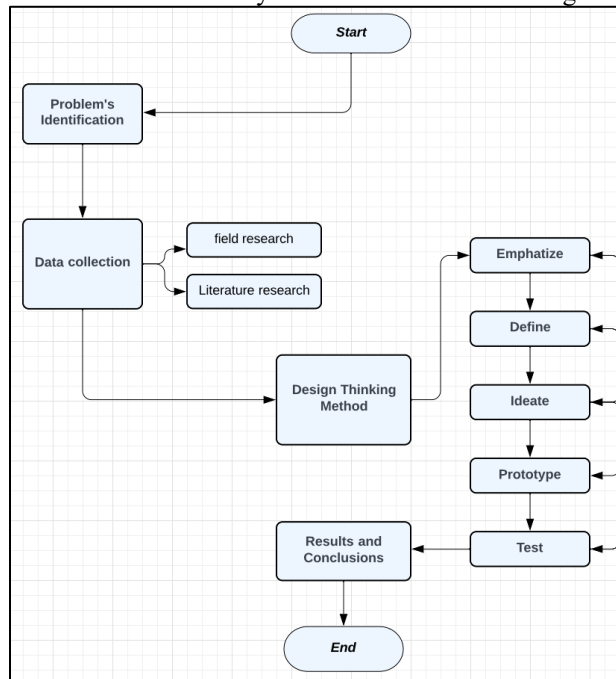 Start
Problem's
Identification
Data collection
field research
Literature research
Design Thinking
Method
Emphatize
Define
Ideate
Prototype
Test
Results and
Conclusions
End